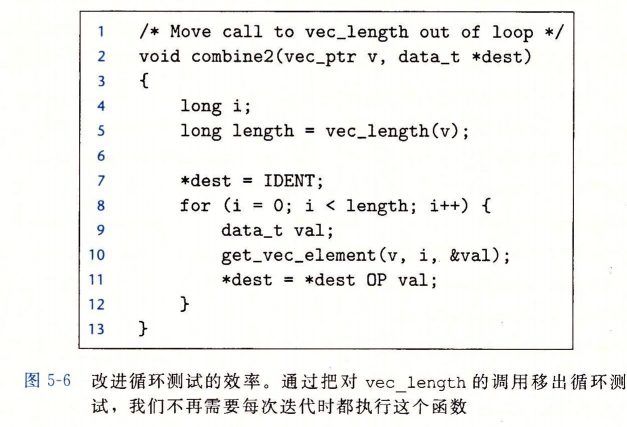 1 /* Move call to vec_length out of loop */
2 void combine2(vec_ptr v, data_t *dest)
3 {
4     long i;
5     long length = vec_length(v);
6
7     *dest = IDENT;
8     for (i = 0; i < length; i++) {
9         data_t val;
10         get_vec_element(v, i, &val);
11         *dest = *dest OP val;
12     }
13 }
图 5-6 改进循环测试的效率。通过把对 vec_length 的调用移出循环测
试，我们不再需要每次迭代时都执行这个函数